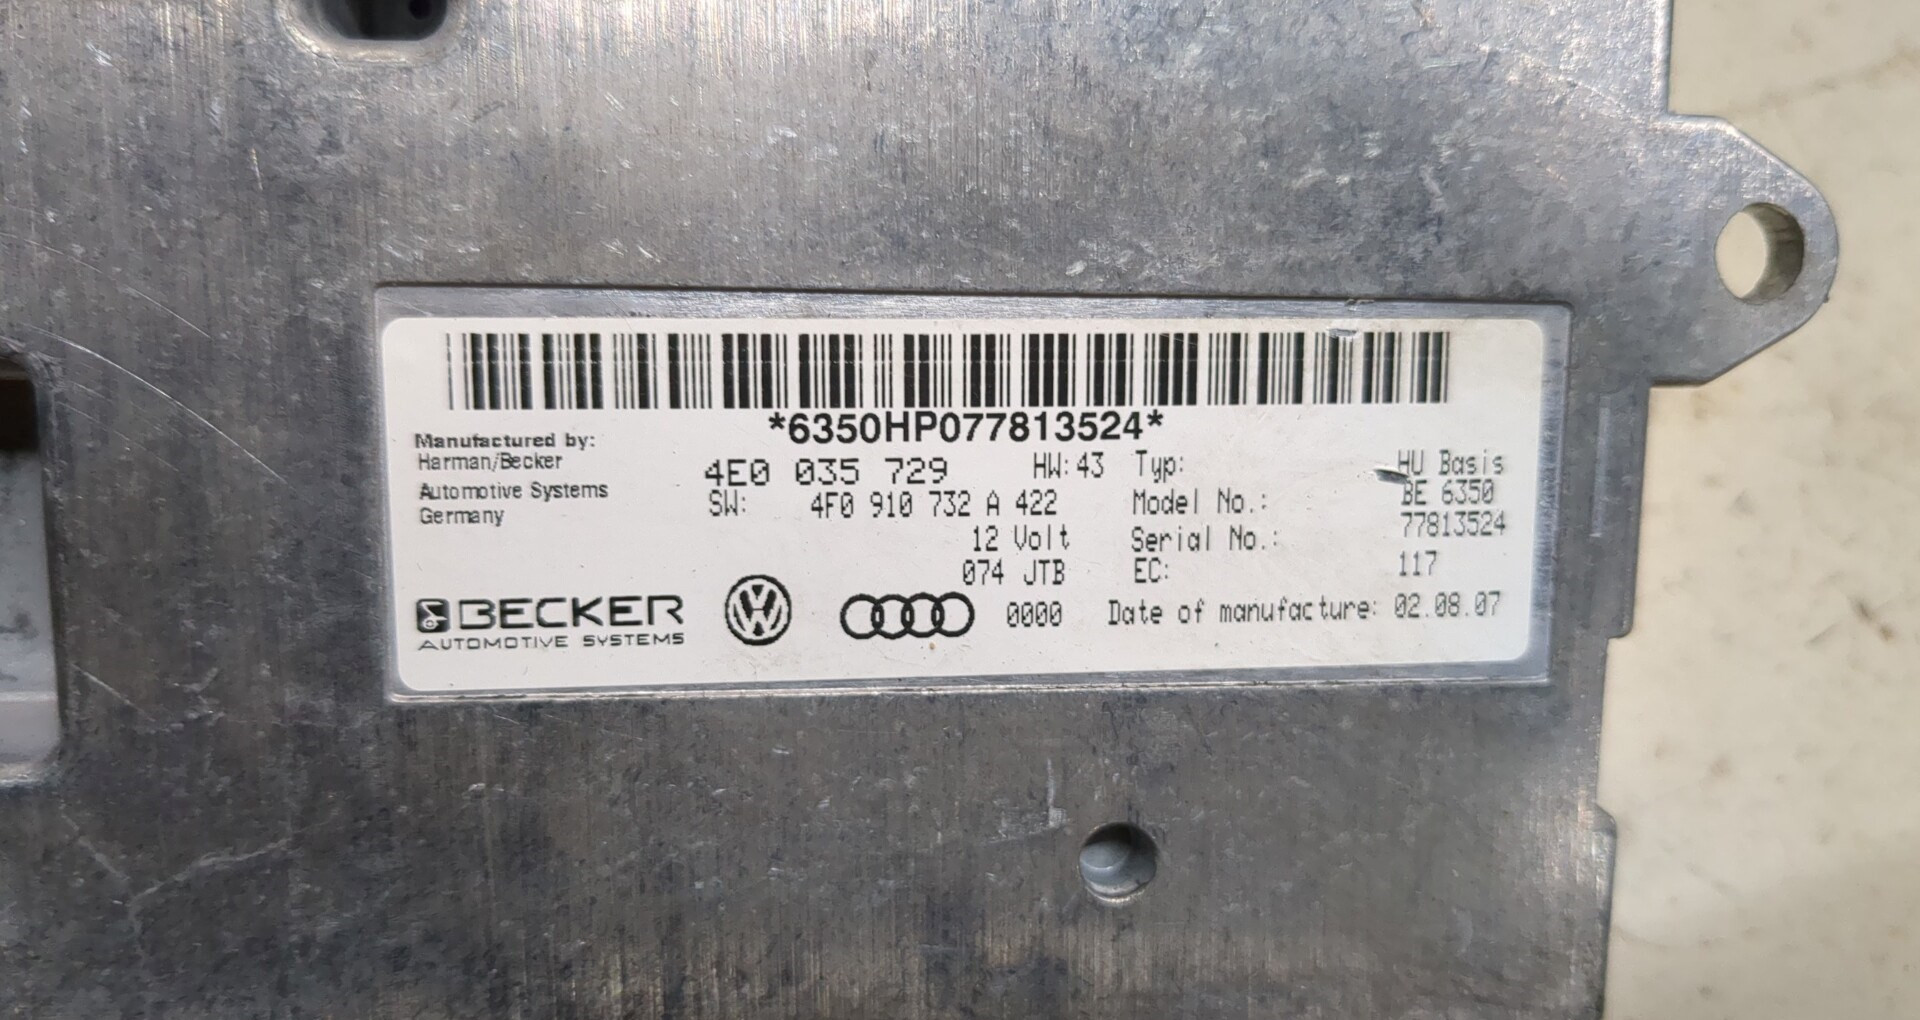 *6350HP077813524*
Manufactured by:
Harman/Becker
Automotive Systems
Germany
4E0 035 729 HW: 43 Typ: HU Basis
SW: 4F0 910 732 A 422 Model No.: BE 6350
12 Volt Serial No.: 77813524
074 JTB EC: 117
BECKER
AUTOMOTIVE SYSTEMS
VW
0000 Date of manufacture: 02.08.07